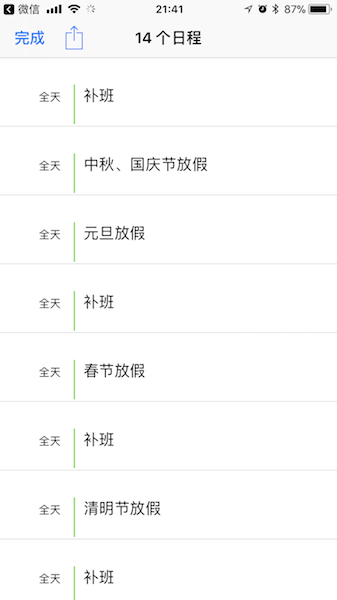 微信 21:41 87%
完成 14 个日程
全天 补班
全天 中秋、国庆节放假
全天 元旦放假
全天 补班
全天 春节放假
全天 补班
全天 清明节放假
全天 补班